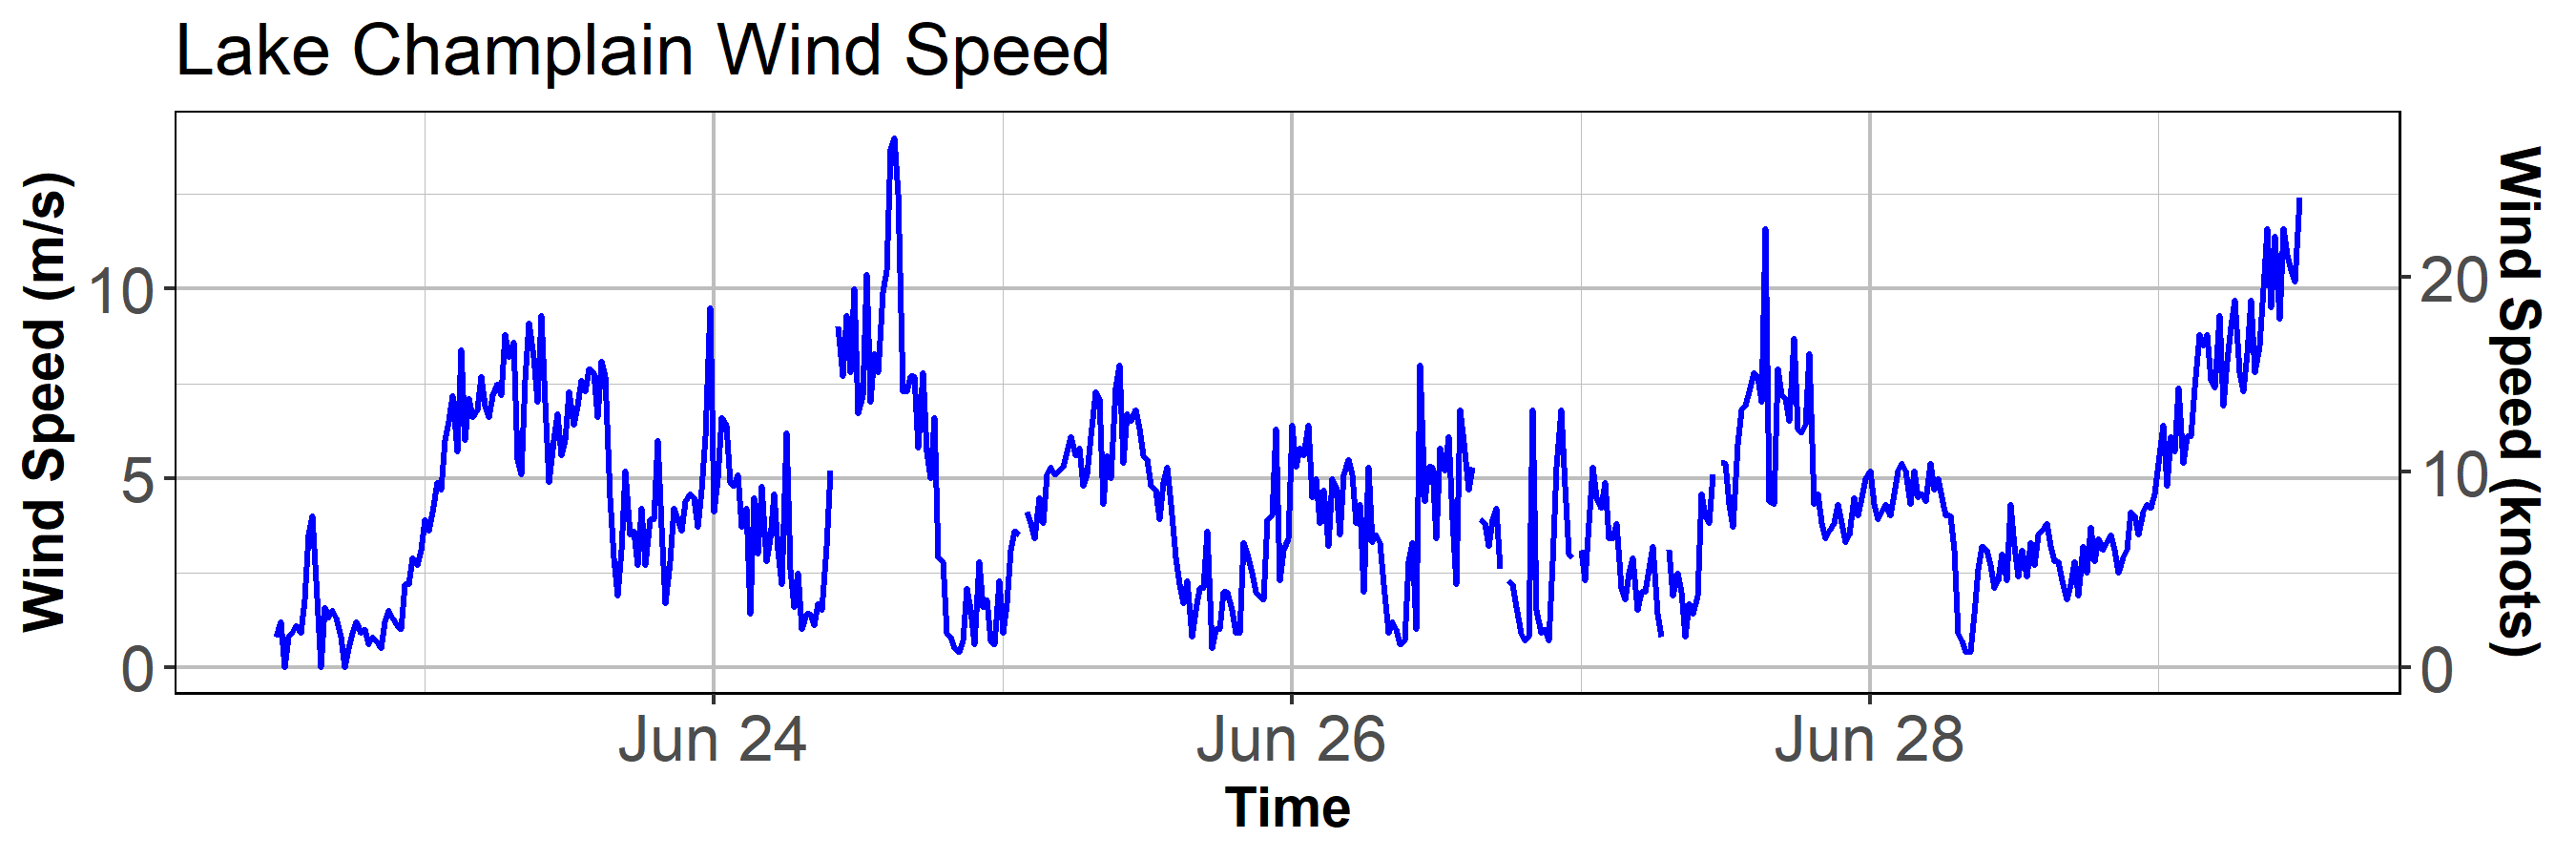 Lake Champlain Wind Speed
Wind Speed (m/s)
10
5
0
20
10
0
Wind Speed (knots)
Jun 24
Jun 26
Jun 28
Time